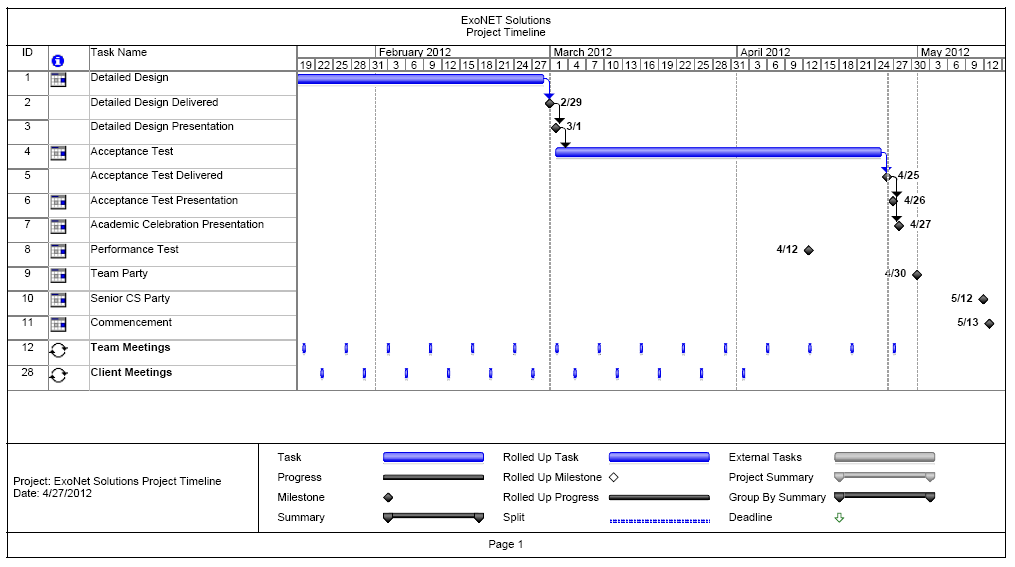 ExoNET Solutions
Project Timeline
ID Task Name February 2012 March 2012 April 2012 May 2012
19 22 25 28 31 3 6 9 12 15 18 21 24 27 1 4 7 10 13 16 19 22 25 28 31 3 6 9 12 15 18 21 24 27 30 3 6 9 12
1 Detailed Design
2 Detailed Design Delivered 2/29
3 Detailed Design Presentation 3/1
4 Acceptance Test
5 Acceptance Test Delivered 4/25
6 Acceptance Test Presentation 4/26
7 Academic Celebration Presentation 4/27
8 Performance Test 4/12
9 Team Party 4/30
10 Senior CS Party 5/12
11 Commencement 5/13
12 Team Meetings
28 Client Meetings
Project: ExoNet Solutions Project Timeline
Date: 4/27/2012
Task Rolled Up Task External Tasks
Progress Rolled Up Milestone Project Summary
Milestone Rolled Up Progress Group By Summary
Summary Split Deadline
Page 1